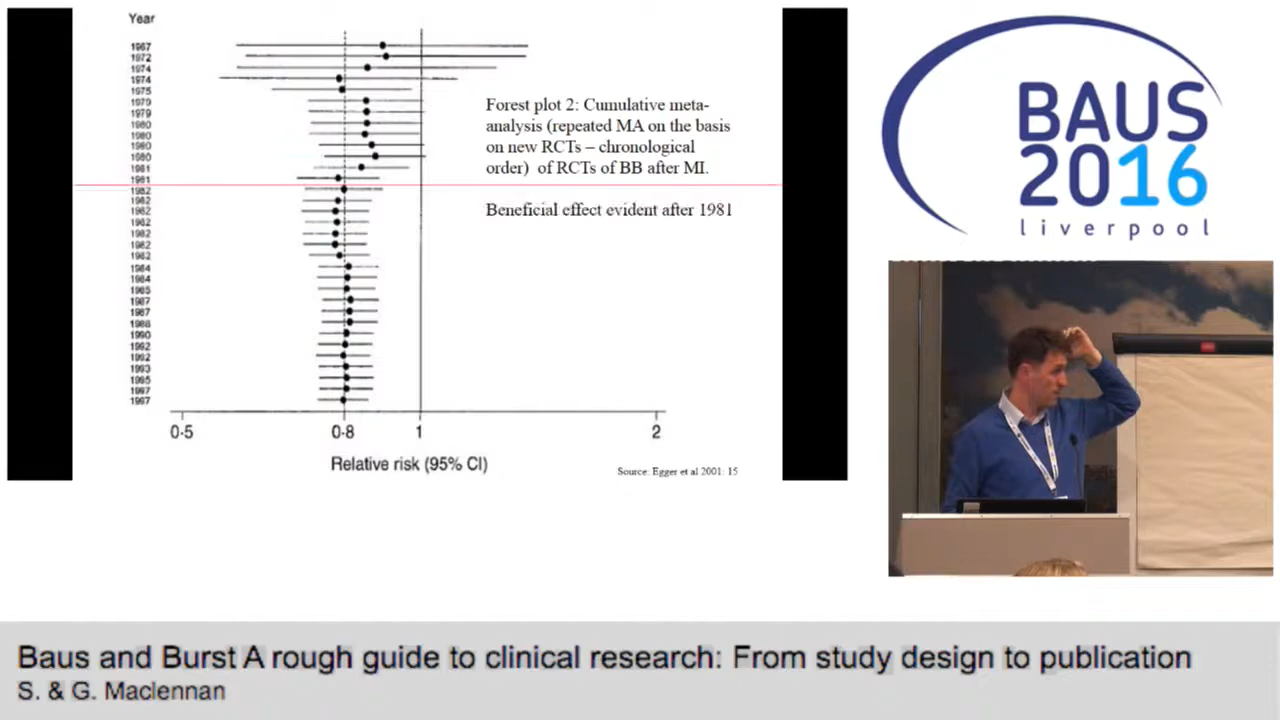 Year
1967
1972
1974
1974
1975
1979
1979
1980
1980
1980
1980
1981
1981
1982
1982
1982
1982
1982
1982
1982
1984
1984
1985
1987
1987
1988
1990
1992
1992
1993
1995
1997
1997
0·5 0·8 1 2
Relative risk (95% CI)
Forest plot 2: Cumulative meta-
analysis (repeated MA on the basis
on new RCTs – chronological
order) of RCTs of BB after MI.
Beneficial effect evident after 1981
Source: Egger et al 2001: 15
BAUS
2016
liverpool
Baus and Burst A rough guide to clinical research: From study design to publication
S. & G. Maclennan